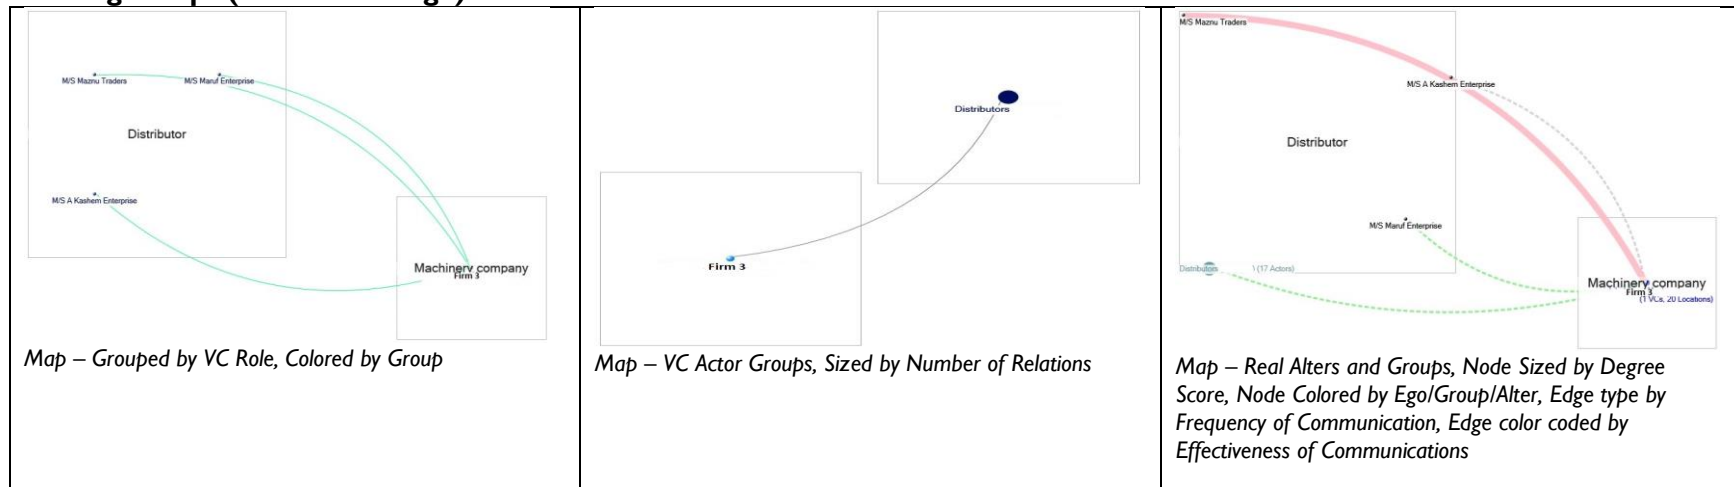 M/S Maznu Traders
M/S Maruf Enterprise
Distributor
M/S A Kashem Enterprise
Machinery company
Firm 3
Map – Grouped by VC Role, Colored by Group
Distributors
Firm 3
Map – VC Actor Groups, Sized by Number of Relations
M/S Maznu Traders
M/S A Kashem Enterprise
Distributor
M/S Maruf Enterprise
Distributors
(17 Actors)
Machinery company
Firm 3
(1 VCs, 20 Locations)
Map – Real Alters and Groups, Node Sized by Degree
Score, Node Colored by Ego/Group/Alter, Edge type by
Frequency of Communication, Edge color coded by
Effectiveness of Communications